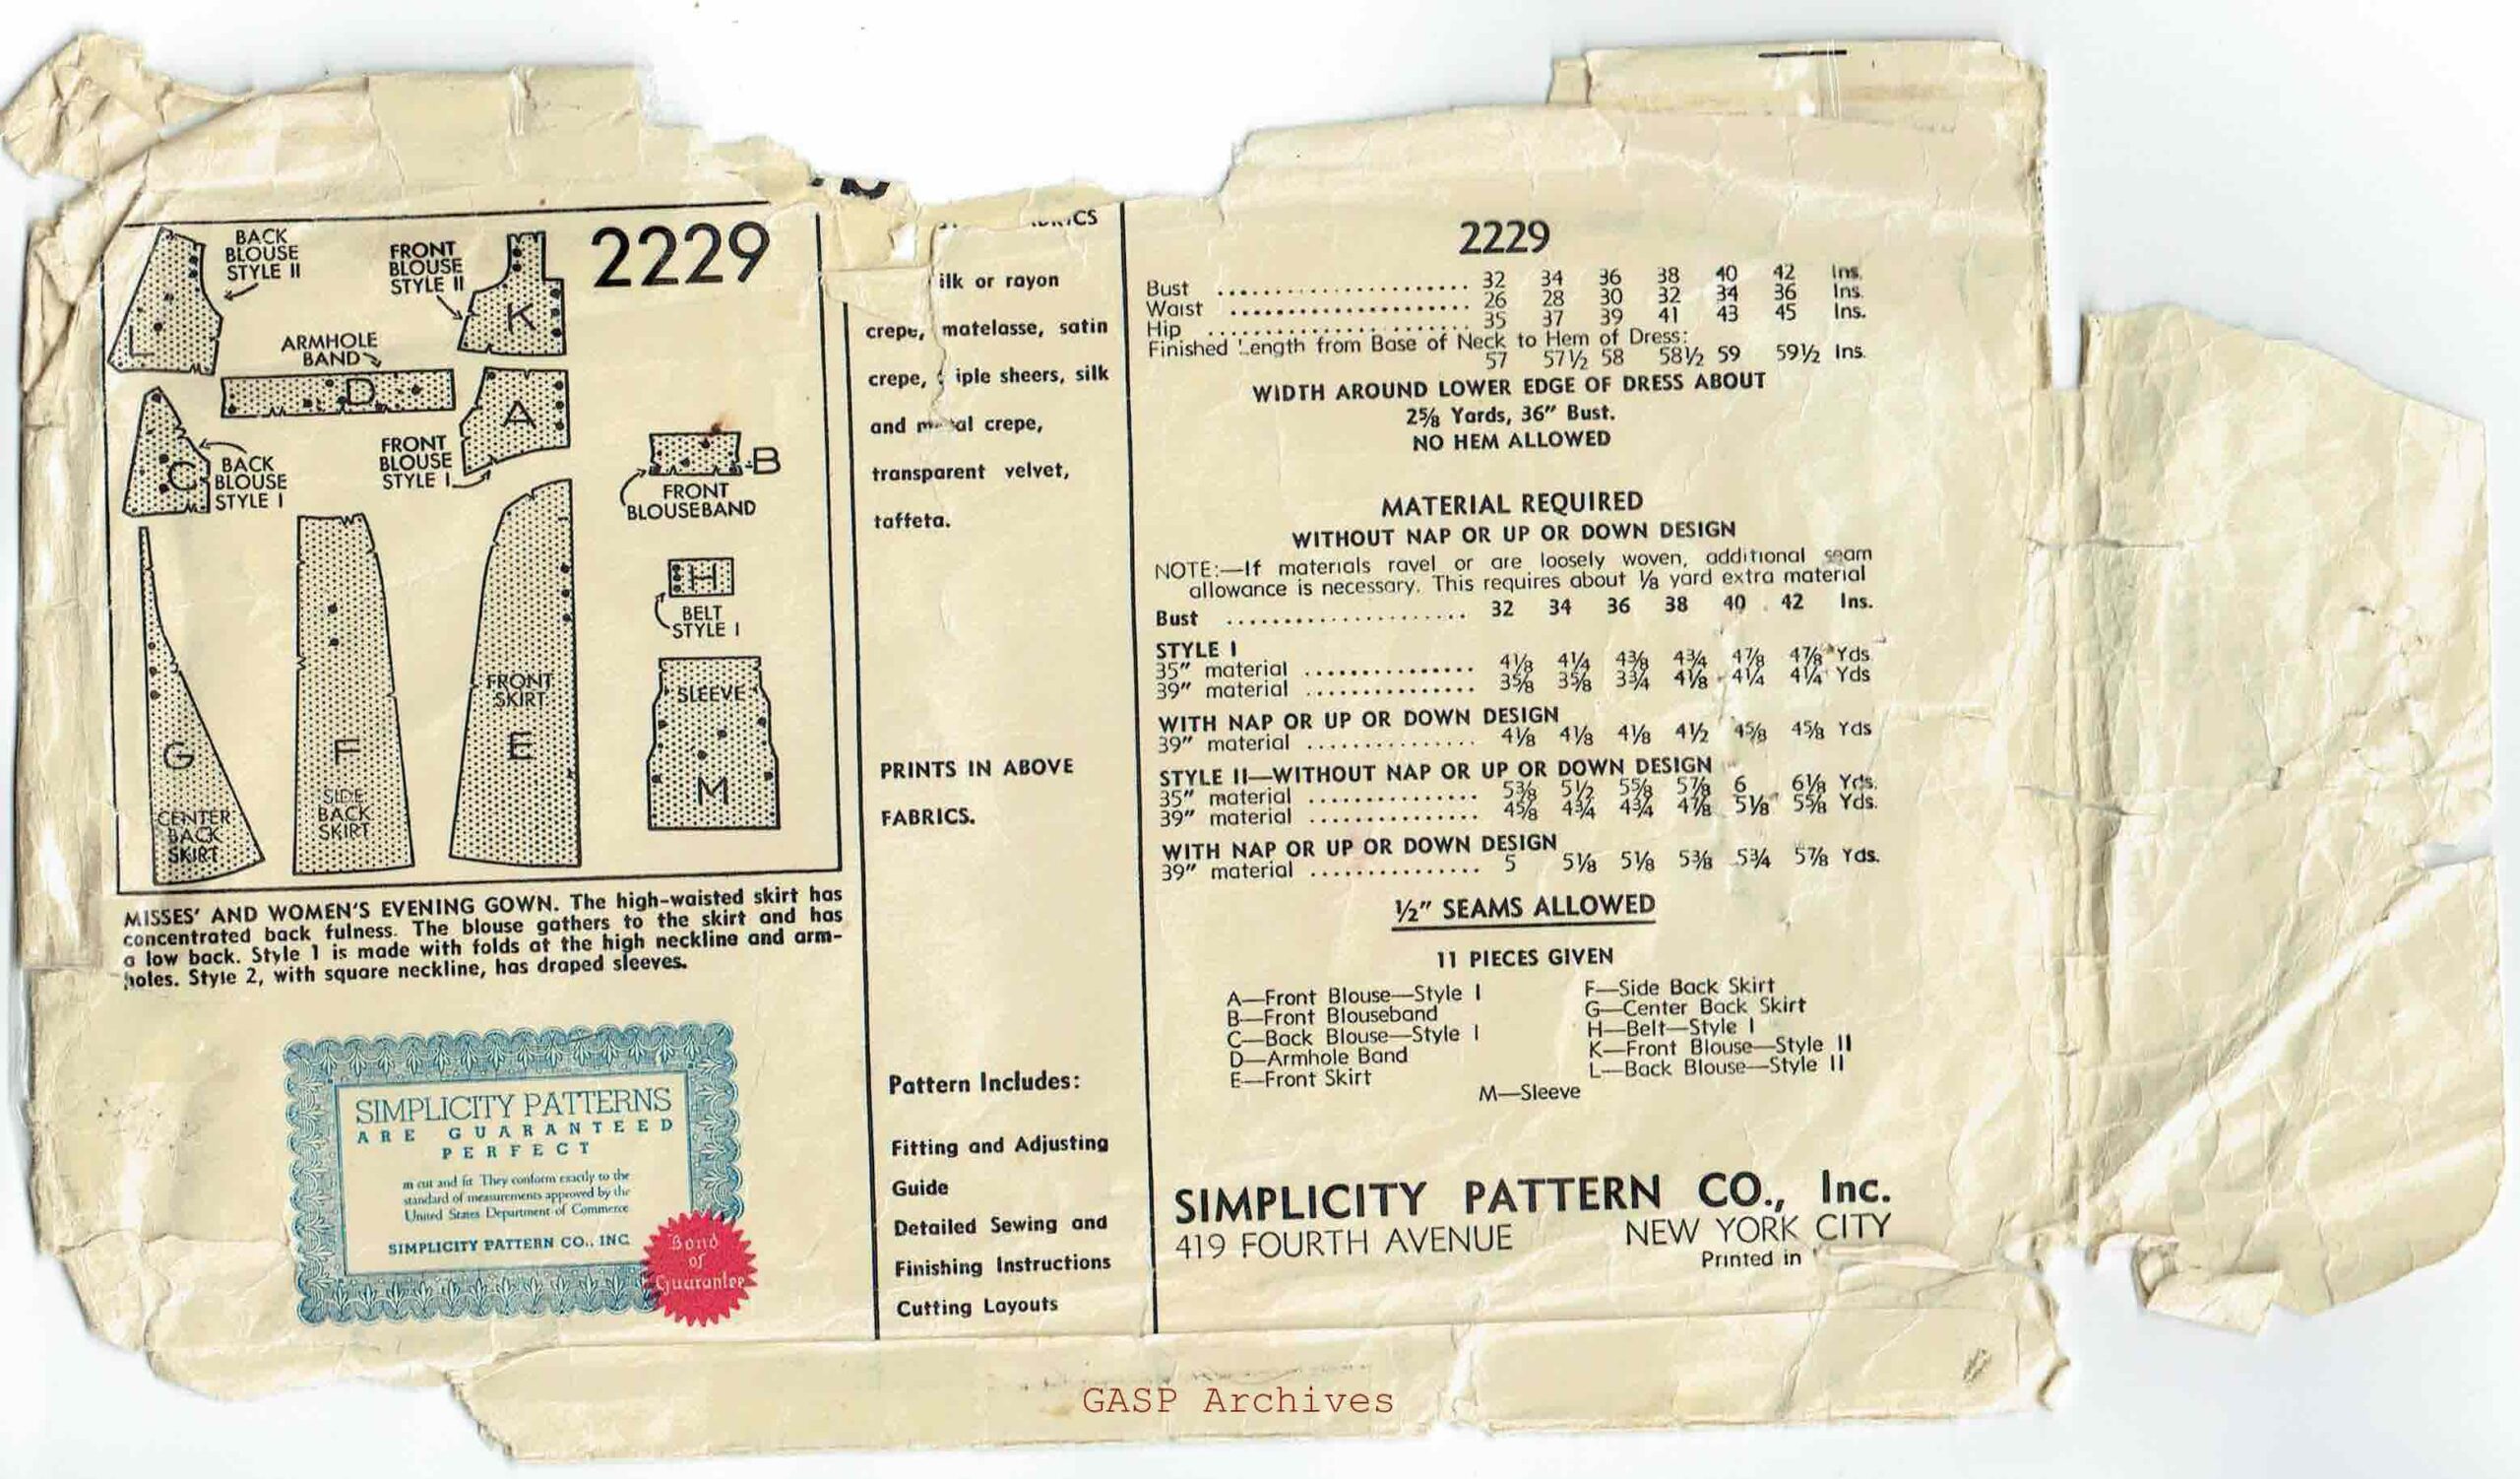 BACK
BLOUSE
STYLE II
FRONT
BLOUSE
STYLE II
2229
L
K
ARMHOLE
BAND
D
A
C
BACK
BLOUSE
STYLE I
FRONT
BLOUSE
STYLE I
B
FRONT
BLOUSEBAND
H
BELT
STYLE I
G
CENTER
BACK
SKIRT
F
SIDE
BACK
SKIRT
FRONT
SKIRT
E
SLEEVE
M
MISSES' AND WOMEN'S EVENING GOWN. The high-waisted skirt has
concentrated back fulness. The blouse gathers to the skirt and has
a low back. Style 1 is made with folds at the high neckline and arm-
holes. Style 2, with square neckline, has draped sleeves.
SIMPLICITY PATTERNS
ARE GUARANTEED
PERFECT
in cut and fit They conform exactly to the
standard of measurements approved by the
United States Department of Commerce
SIMPLICITY PATTERN CO., INC.
Bond
of
Guarantee
ilk or rayon
crepe, matelasse, satin
crepe, iple sheers, silk
and crepe,
transparent velvet,
taffeta.
PRINTS IN ABOVE
FABRICS.
Pattern Includes:
Fitting and Adjusting
Guide
Detailed Sewing and
Finishing Instructions
Cutting Layouts
2229
Bust ........ 32 34 36 38 40 42 Ins.
Waist ........ 26 28 30 32 34 36 Ins.
Hip ........ 35 37 39 41 43 45 Ins.
Finished Length from Base of Neck to Hem of Dress:
57 57½ 58 58½ 59 59½ Ins.
WIDTH AROUND LOWER EDGE OF DRESS ABOUT
2⅝ Yards, 36" Bust.
NO HEM ALLOWED
MATERIAL REQUIRED
WITHOUT NAP OR UP OR DOWN DESIGN
NOTE:—If materials ravel or are loosely woven, additional seam
allowance is necessary. This requires about ⅛ yard extra material
Bust ........ 32 34 36 38 40 42 Ins.
STYLE I
35" material ........ 4⅛ 4¼ 4⅜ 4¾ 4⅞ 4⅞ Yds
39" material ........ 3⅝ 3⅝ 3¾ 4⅛ 4¼ 4¼ Yds
WITH NAP OR UP OR DOWN DESIGN
39" material ........ 4⅛ 4⅛ 4⅛ 4½ 4⅝ 4⅝ Yds
STYLE II—WITHOUT NAP OR UP OR DOWN DESIGN
35" material ........ 5⅜ 5½ 5⅝ 5⅞ 6 6⅛ Yds.
39" material ........ 4⅝ 4¾ 4¾ 4⅞ 5⅛ 5⅝ Yds.
WITH NAP OR UP OR DOWN DESIGN
39" material ........ 5 5⅛ 5⅛ 5⅜ 5¾ 5⅞ Yds.
½" SEAMS ALLOWED
11 PIECES GIVEN
A—Front Blouse—Style I
B—Front Blouseband
C—Back Blouse—Style I
D—Armhole Band
E—Front Skirt
F—Side Back Skirt
G—Center Back Skirt
H—Belt—Style I
K—Front Blouse—Style II
L—Back Blouse—Style II
M—Sleeve
SIMPLICITY PATTERN CO., Inc.
419 FOURTH AVENUE NEW YORK CITY
Printed in
GASP Archives